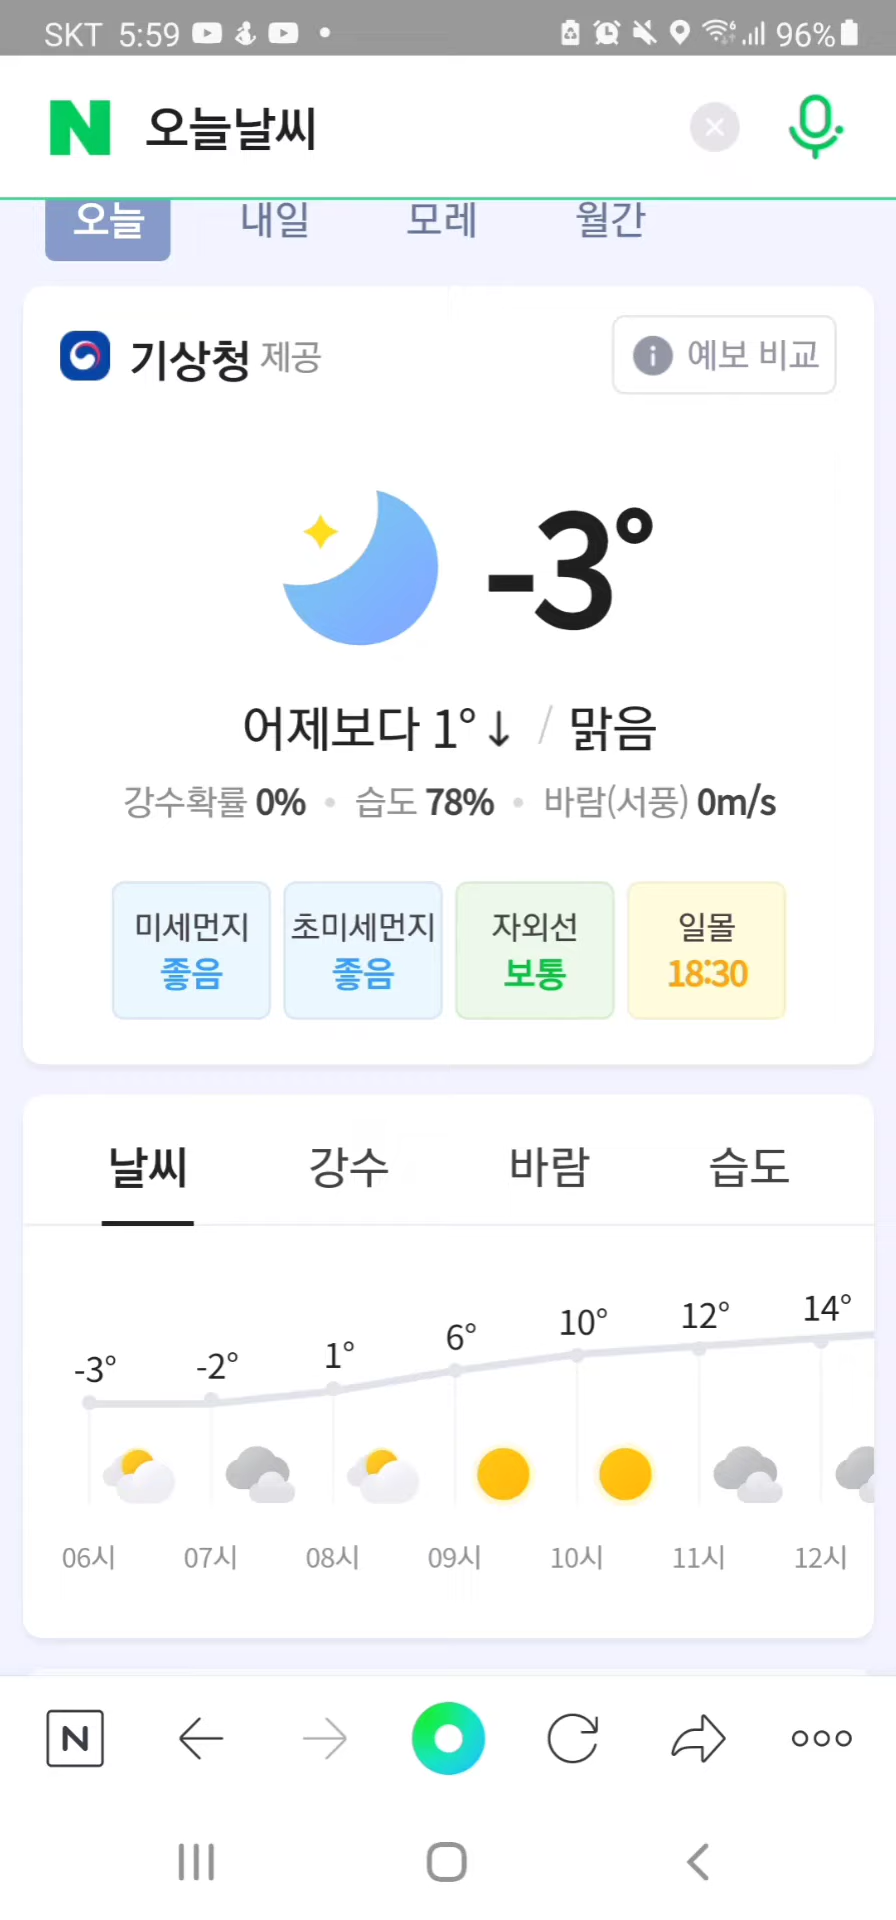 SKT 5:59 96%
N 오늘날씨
오늘 내일 모레 월간
기상청 제공
예보 비교
-3°
어제보다 1°↓ / 맑음
강수확률 0% • 습도 78% • 바람(서풍) 0m/s
미세먼지 초미세먼지 자외선 일몰
좋음 좋음 보통 18:30
날씨 강수 바람 습도
-3° -2° 1° 6° 10° 12° 14°
06시 07시 08시 09시 10시 11시 12시
N